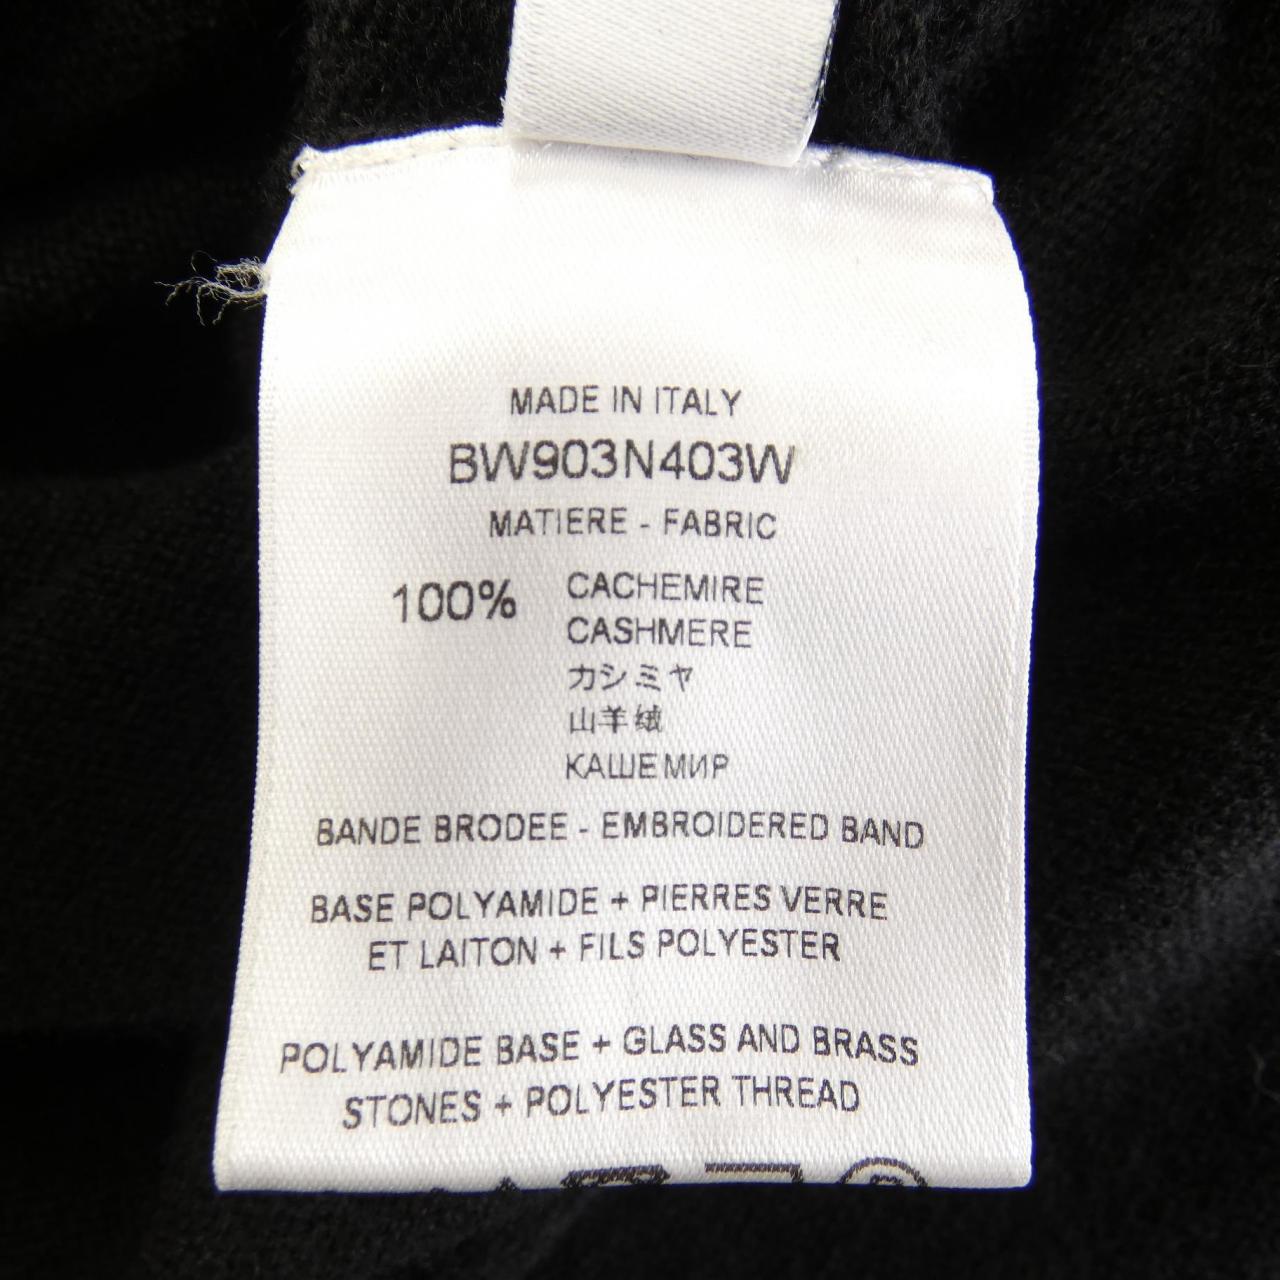 MADE IN ITALY
BW903N403W
MATIERE - FABRIC
100% CACHEMIRE
CASHMERE
カシミヤ
山羊绒
КАШЕМИР
BANDE BRODEE - EMBROIDERED BAND
BASE POLYAMIDE + PIERRES VERRE
ET LAITON + FILS POLYESTER
POLYAMIDE BASE + GLASS AND BRASS
STONES + POLYESTER THREAD